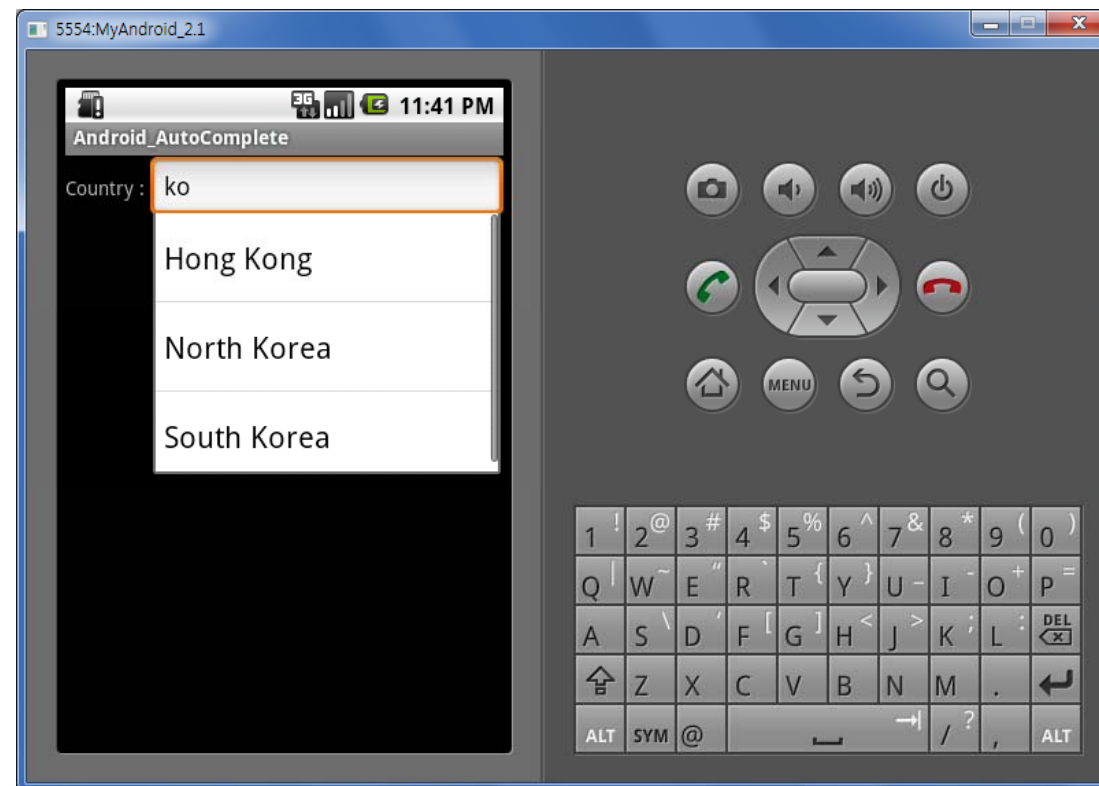 5554:MyAndroid_2.1
3G 11:41 PM
Android_AutoComplete
Country : ko
Hong Kong
North Korea
South Korea
MENU
1 ! 2 @ 3 # 4 $ 5 % 6 ^ 7 & 8 * 9 ( 0 )
Q | W ~ E " R ` T { Y } U _ I - O + P =
A S \ D ' F [ G ] H < J > K ; L : DEL
Z X C V B N M .
ALT SYM @ / ? , ALT